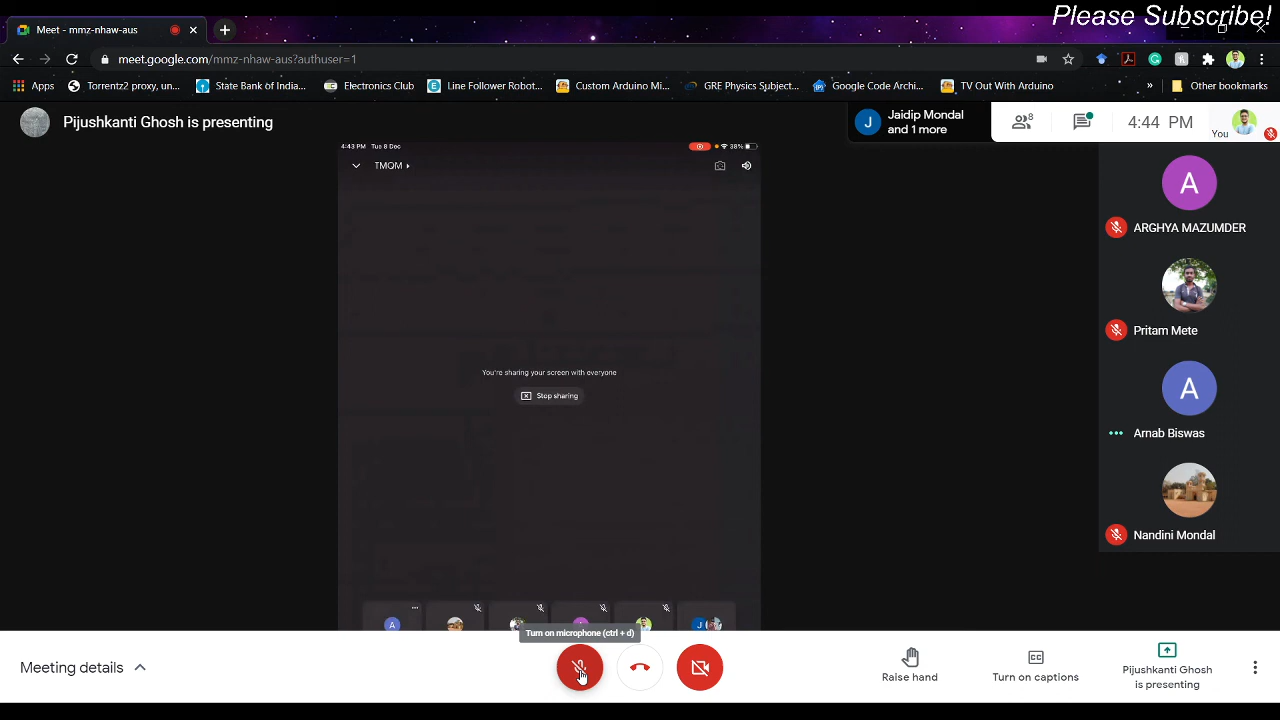 Please Subscribe!
Meet - mmz-nhaw-aus
meet.google.com/mmz-nhaw-aus?authuser=1
Apps
Torrentz2 proxy, un...
State Bank of India...
Electronics Club
Line Follower Robot...
Custom Arduino Mi...
GRE Physics Subject...
Google Code Archi...
TV Out With Arduino
»
Other bookmarks
Pijushkanti Ghosh is presenting
J
Jaidip Mondal
and 1 more
8
4:44 PM
You
4:43 PM Tue 8 Dec
38%
TMQM
A
ARGHYA MAZUMDER
Pritam Mete
A
Arnab Biswas
Nandini Mondal
You're sharing your screen with everyone
Stop sharing
A
J
Turn on microphone (ctrl + d)
Meeting details
Raise hand
CC
Turn on captions
Pijushkanti Ghosh
is presenting